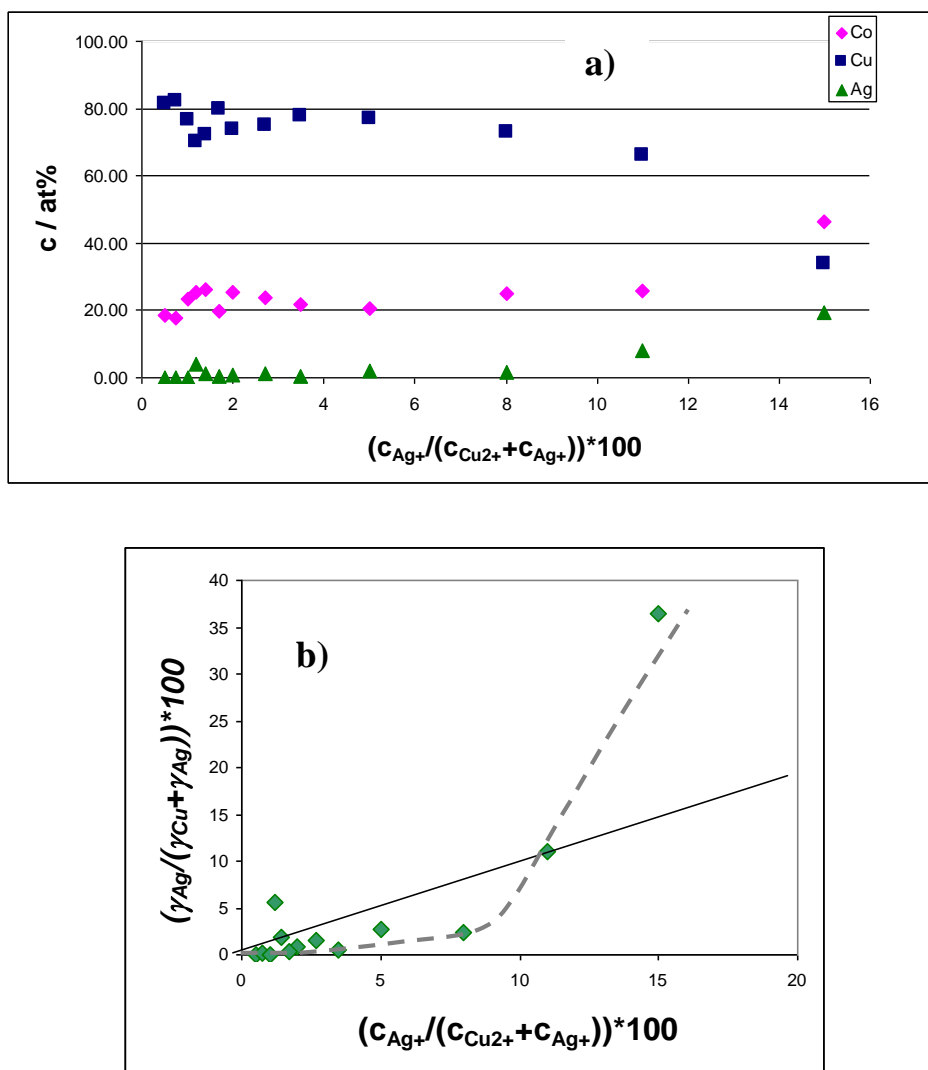 a)
Co
Cu
Ag
100.00
80.00
60.00
40.00
20.00
0.00
c / at%
0 2 4 6 8 10 12 14 16
(cAg+/(cCu2++cAg+))*100
b)
40
35
30
25
20
15
10
5
0
(γAg/(γCu+γAg))*100
0 5 10 15 20
(cAg+/(cCu2++cAg+))*100